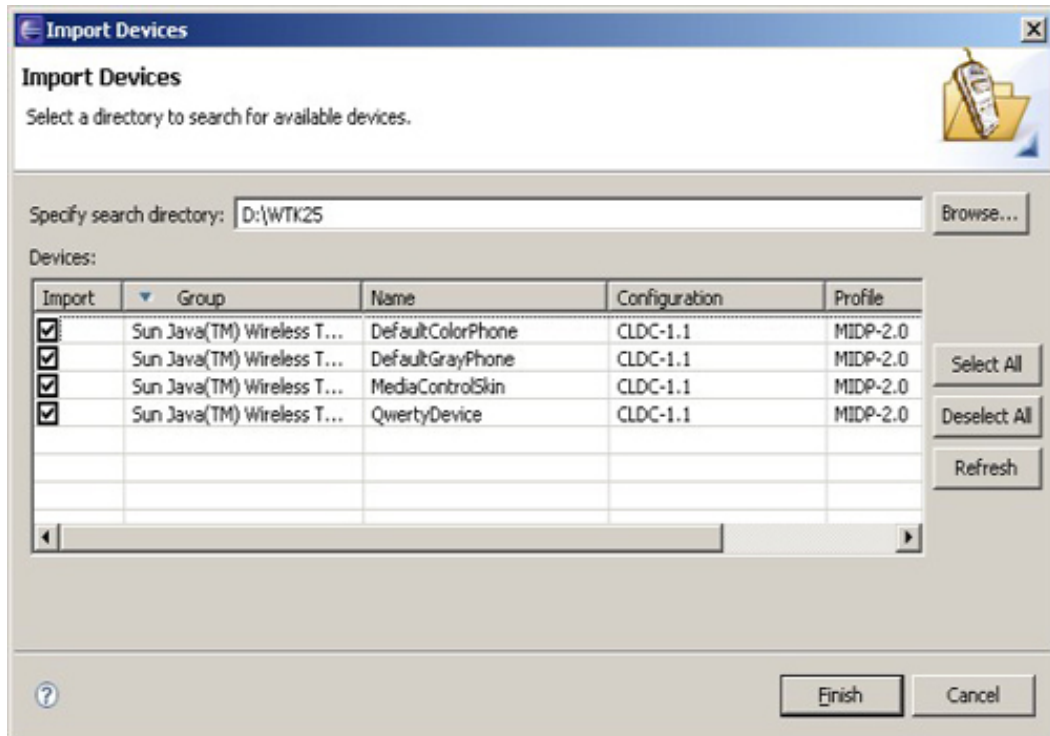 Import Devices
Import Devices
Select a directory to search for available devices.
Specify search directory: D:\WTK25 Browse...
Devices:
Import Group Name Configuration Profile
Sun Java(TM) Wireless T... DefaultColorPhone CLDC-1.1 MIDP-2.0
Sun Java(TM) Wireless T... DefaultGrayPhone CLDC-1.1 MIDP-2.0
Sun Java(TM) Wireless T... MediaControlSkin CLDC-1.1 MIDP-2.0
Sun Java(TM) Wireless T... QwertyDevice CLDC-1.1 MIDP-2.0
Select All
Deselect All
Refresh
Finish Cancel